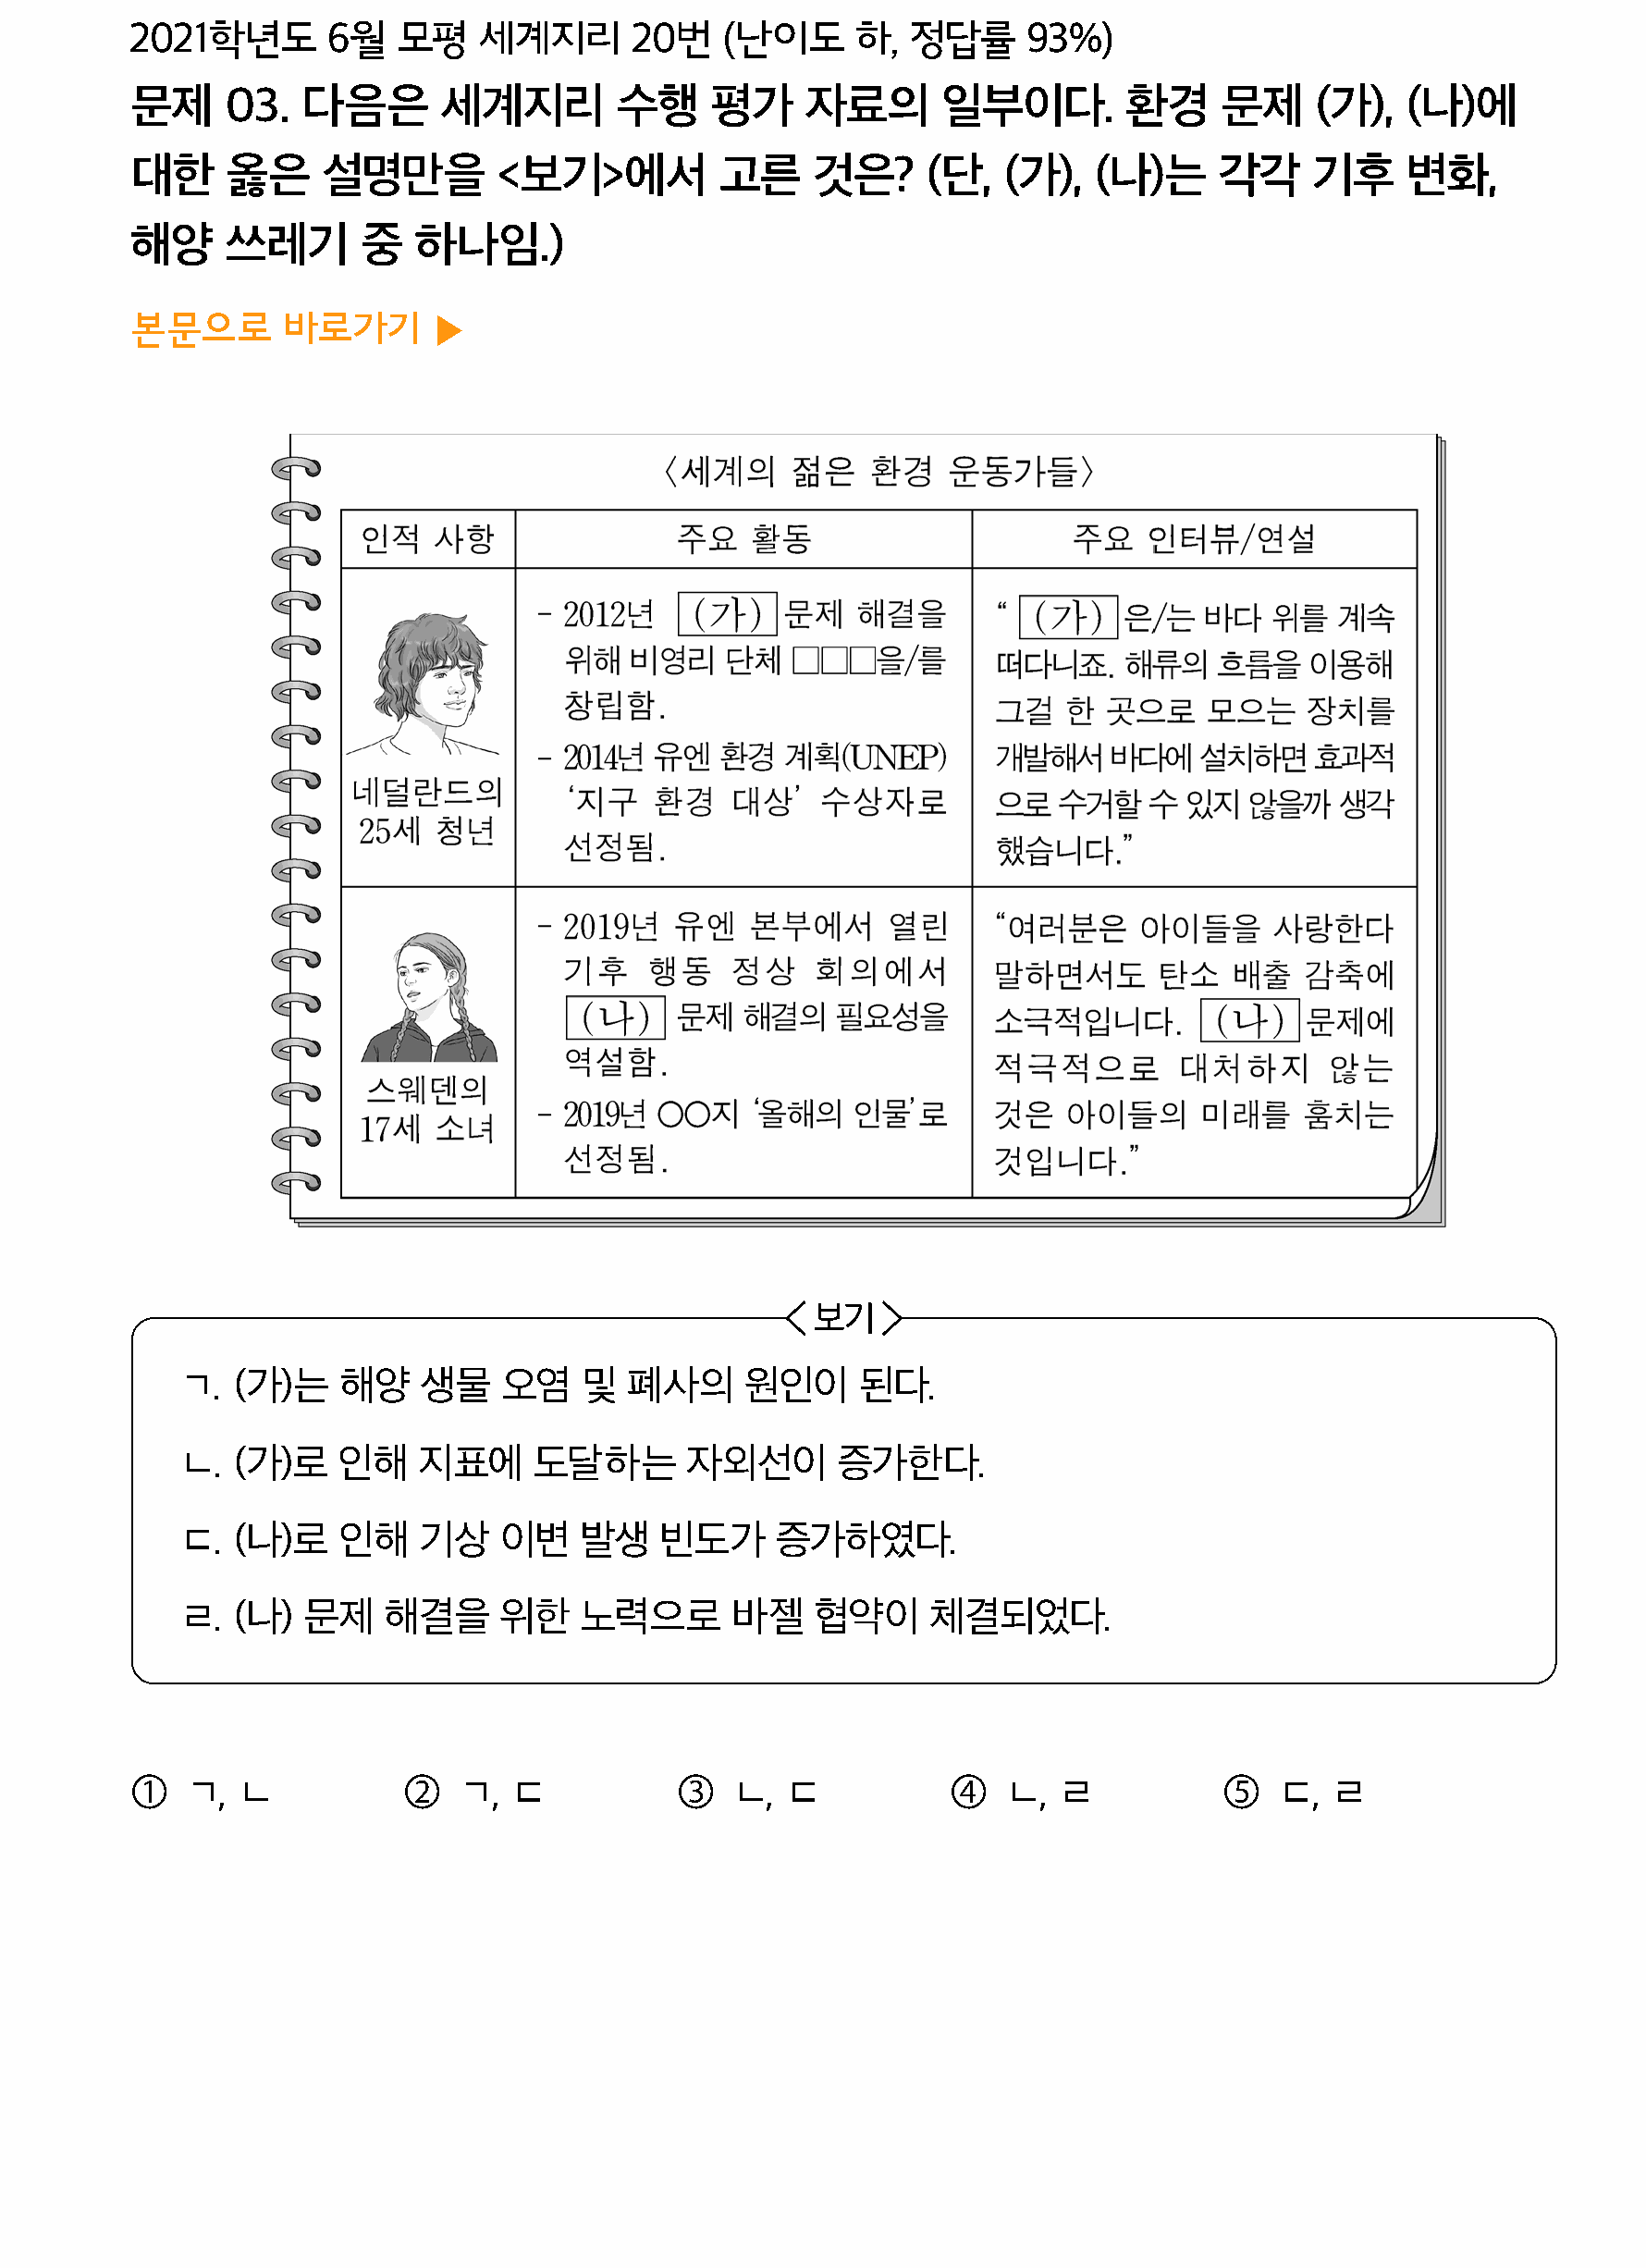 2021학년도 6월 모평 세계지리 20번 (난이도 하, 정답률 93%)
문제 03. 다음은 세계지리 수행 평가 자료의 일부이다. 환경 문제 (가), (나)에
대한 옳은 설명만을 <보기>에서 고른 것은? (단, (가), (나)는 각각 기후 변화,
해양 쓰레기 중 하나임.)
본문으로 바로가기 ▶
〈세계의 젊은 환경 운동가들〉
인적 사항
주요 활동
주요 인터뷰/연설
네덜란드의
25세 청년
- 2012년 (가) 문제 해결을
위해 비영리 단체 □□□을/를
창립함.
- 2014년 유엔 환경 계획(UNEP)
‘지구 환경 대상’ 수상자로
선정됨.
“ (가) 은/는 바다 위를 계속
떠다니죠. 해류의 흐름을 이용해
그걸 한 곳으로 모으는 장치를
개발해서 바다에 설치하면 효과적
으로 수거할 수 있지 않을까 생각
했습니다.”
스웨덴의
17세 소녀
- 2019년 유엔 본부에서 열린
기후 행동 정상 회의에서
(나) 문제 해결의 필요성을
역설함.
- 2019년 ○○지 ‘올해의 인물’로
선정됨.
“여러분은 아이들을 사랑한다
말하면서도 탄소 배출 감축에
소극적입니다. (나) 문제에
적극적으로 대처하지 않는
것은 아이들의 미래를 훔치는
것입니다.”
<보기>
ㄱ. (가)는 해양 생물 오염 및 폐사의 원인이 된다.
ㄴ. (가)로 인해 지표에 도달하는 자외선이 증가한다.
ㄷ. (나)로 인해 기상 이변 발생 빈도가 증가하였다.
ㄹ. (나) 문제 해결을 위한 노력으로 바젤 협약이 체결되었다.
① ㄱ, ㄴ ② ㄱ, ㄷ ③ ㄴ, ㄷ ④ ㄴ, ㄹ ⑤ ㄷ, ㄹ